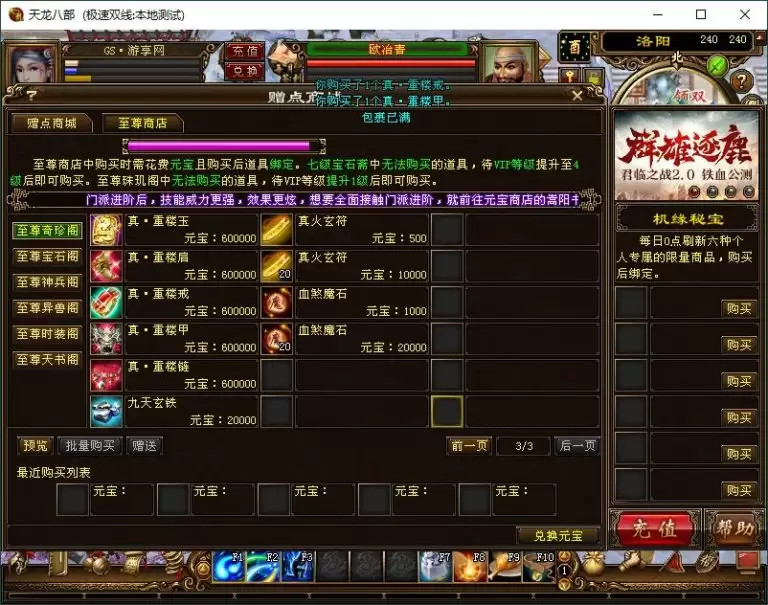 天龙八部 (极速双线:本地测试)
GS·游享网
充值
兑换
欧冶青
酉
洛阳
240 240
北
你购买了1个真·重楼戒。
你购买了1个真·重楼甲。
包裹已满
赠点商城
赠点商城
至尊商店
至尊商店中购买时需花费元宝且购买后道具绑定。七级宝石斋中无法购买的道具，待VIP等级提升至4
级后即可购买。至尊珠玑阁中无法购买的道具，待VIP等级提升1级后即可购买。
门派进阶后，技能威力更强，效果更炫，想要全面接触门派进阶，就前往元宝商店的嵩阳
至尊奇珍阁
至尊宝石阁
至尊神兵阁
至尊异兽阁
至尊时装阁
至尊天书阁
真·重楼玉
元宝：600000
真火玄符
元宝：500
真·重楼肩
元宝：600000
20
真火玄符
元宝：10000
真·重楼戒
元宝：600000
血煞魔石
元宝：1000
真·重楼甲
元宝：600000
20
血煞魔石
元宝：20000
真·重楼链
元宝：600000
九天玄铁
元宝：20000
预览
批量购买
赠送
前一页
3/3
后一页
最近购买列表
元宝：
元宝：
元宝：
元宝：
元宝：
兑换元宝
群雄逐鹿
君临之战2.0 铁血公测
机缘秘宝
每日0点刷新六种个
人专属的限量商品，购买
后绑定。
购买
购买
购买
购买
购买
购买
充值
帮助
F1 F2 F3 F7 F8 F9 F10
1